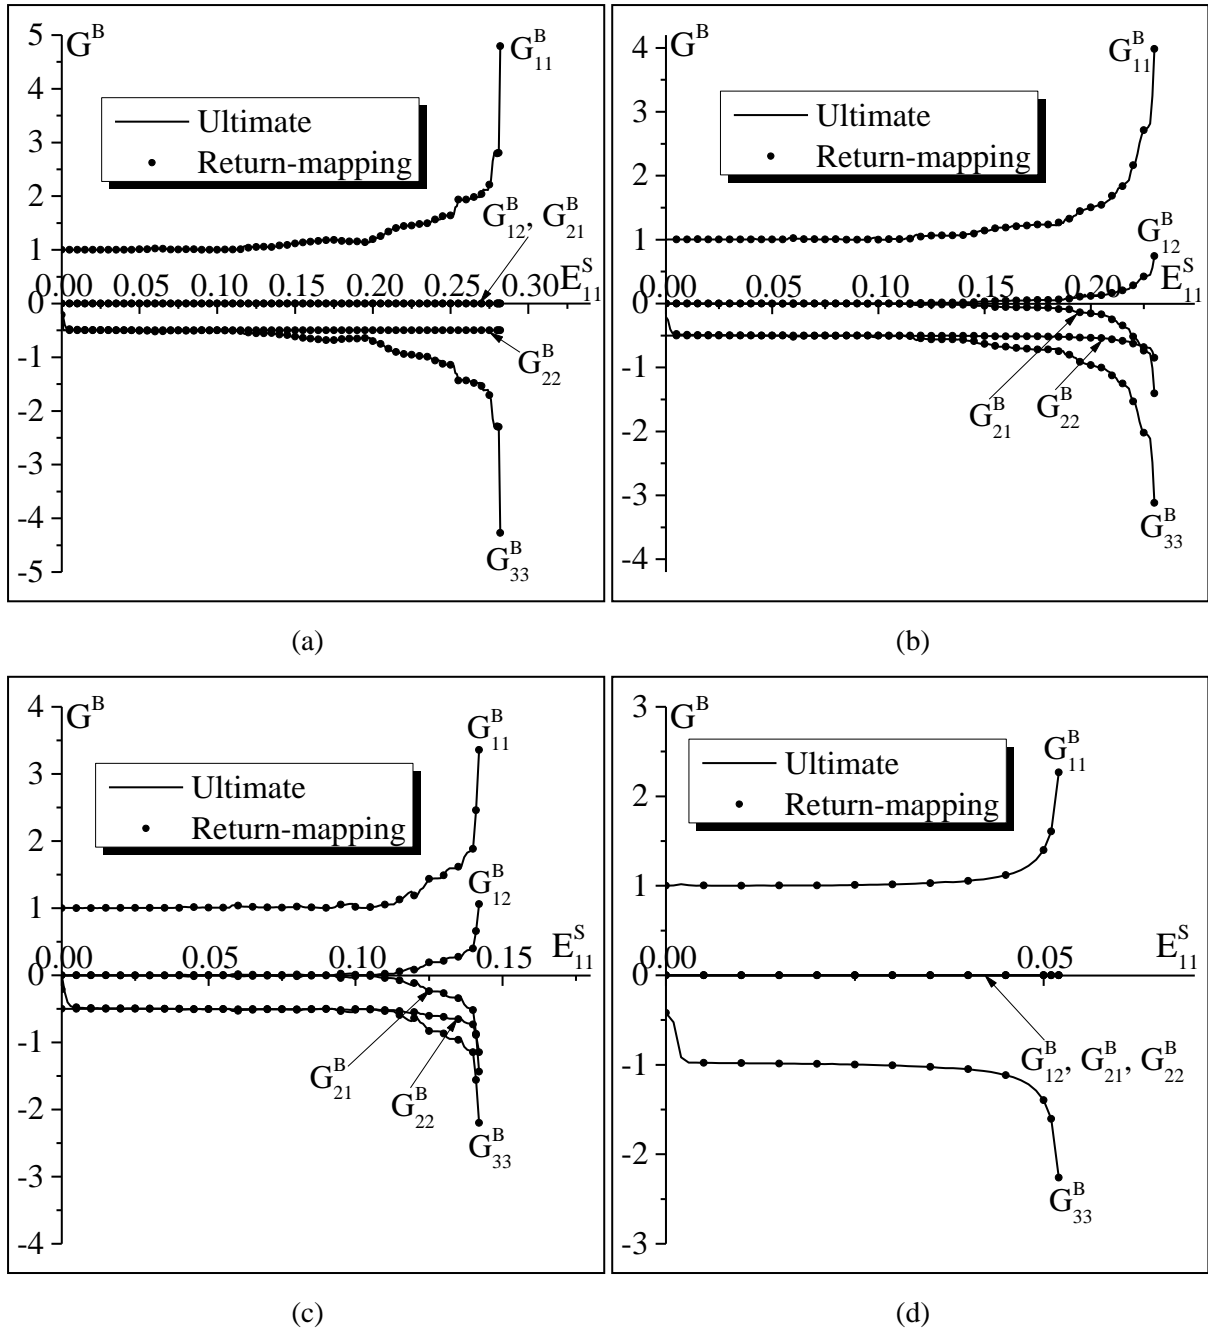 G^B
5
4
3
2
1
0
-1
-2
-3
-4
-5
Ultimate
Return-mapping
G^B_11
G^B_12, G^B_21
0.00 0.05 0.10 0.15 0.20 0.25 0.30
E^S_11
G^B_22
G^B_33
(a)
G^B
4
3
2
1
0
-1
-2
-3
-4
Ultimate
Return-mapping
G^B_11
G^B_12
0.00 0.05 0.10 0.15 0.20
E^S_11
G^B_21
G^B_22
G^B_33
(b)
G^B
4
3
2
1
0
-1
-2
-3
-4
Ultimate
Return-mapping
G^B_11
G^B_12
0.00 0.05 0.10 0.15
E^S_11
G^B_21
G^B_22
G^B_33
(c)
G^B
3
2
1
0
-1
-2
-3
Ultimate
Return-mapping
G^B_11
0.00 0.05
E^S_11
G^B_12, G^B_21, G^B_22
G^B_33
(d)